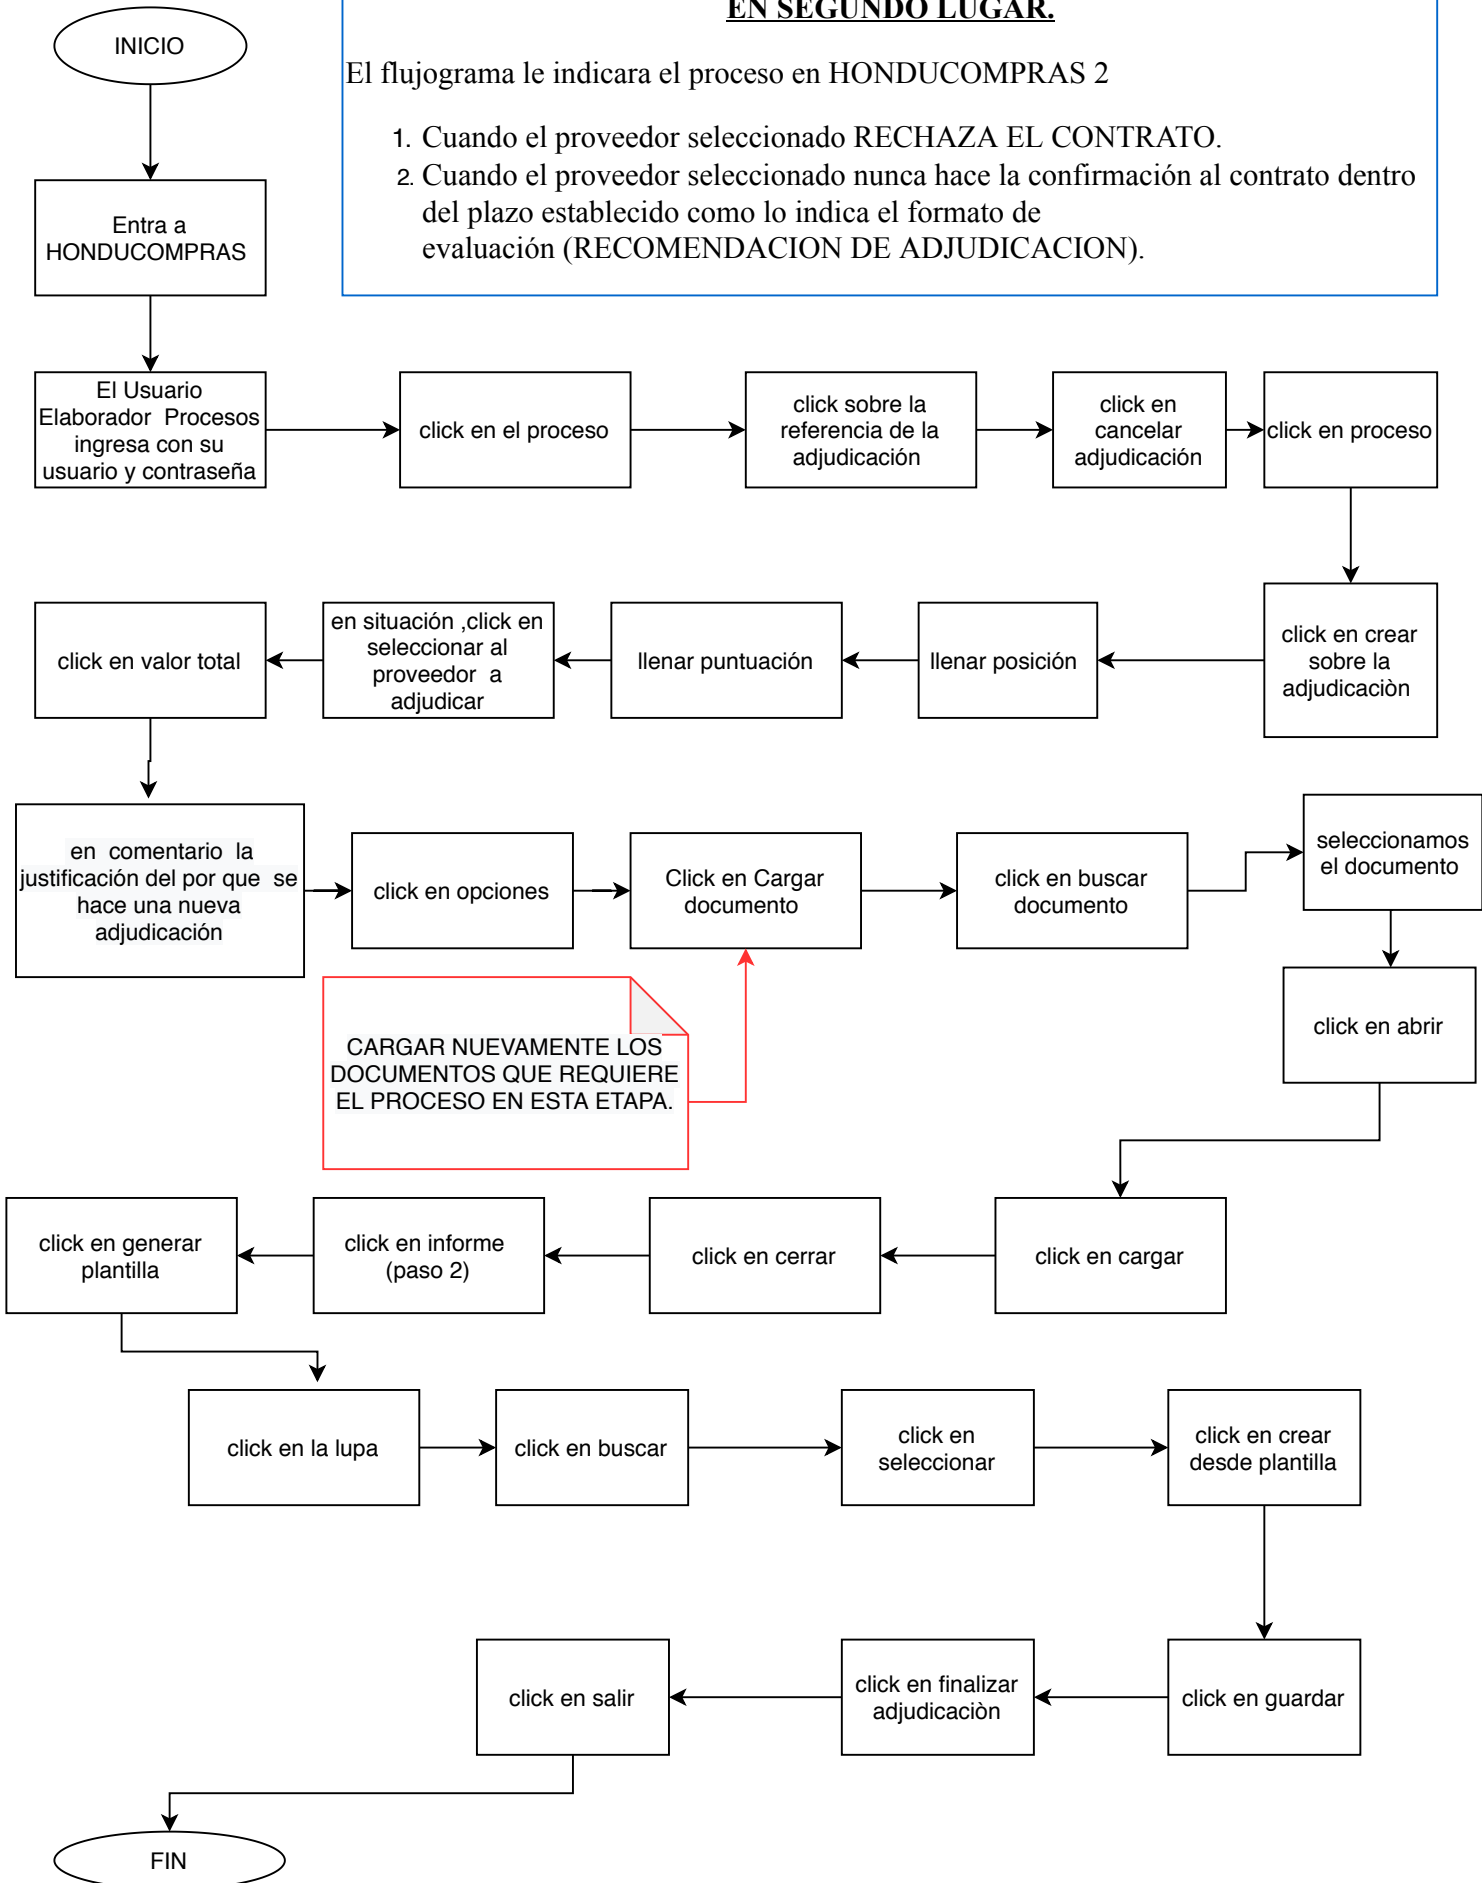 EN SEGUNDO LUGAR.
INICIO
El flujograma le indicara el proceso en HONDUCOMPRAS 2
1. Cuando el proveedor seleccionado RECHAZA EL CONTRATO.
2. Cuando el proveedor seleccionado nunca hace la confirmación al contrato dentro
del plazo establecido como lo indica el formato de
evaluación (RECOMENDACION DE ADJUDICACION).
Entra a
HONDUCOMPRAS
El Usuario
Elaborador Procesos
ingresa con su
usuario y contraseña
click en el proceso
click sobre la
referencia de la
adjudicación
click en
cancelar
adjudicación
click en proceso
click en crear
sobre la
adjudicaciòn
llenar posición
llenar puntuación
en situación ,click en
seleccionar al
proveedor a
adjudicar
click en valor total
en comentario la
justificación del por que se
hace una nueva
adjudicación
click en opciones
Click en Cargar
documento
click en buscar
documento
seleccionamos
el documento
click en abrir
CARGAR NUEVAMENTE LOS
DOCUMENTOS QUE REQUIERE
EL PROCESO EN ESTA ETAPA.
click en cargar
click en cerrar
click en informe
(paso 2)
click en generar
plantilla
click en la lupa
click en buscar
click en
seleccionar
click en crear
desde plantilla
click en guardar
click en finalizar
adjudicaciòn
click en salir
FIN